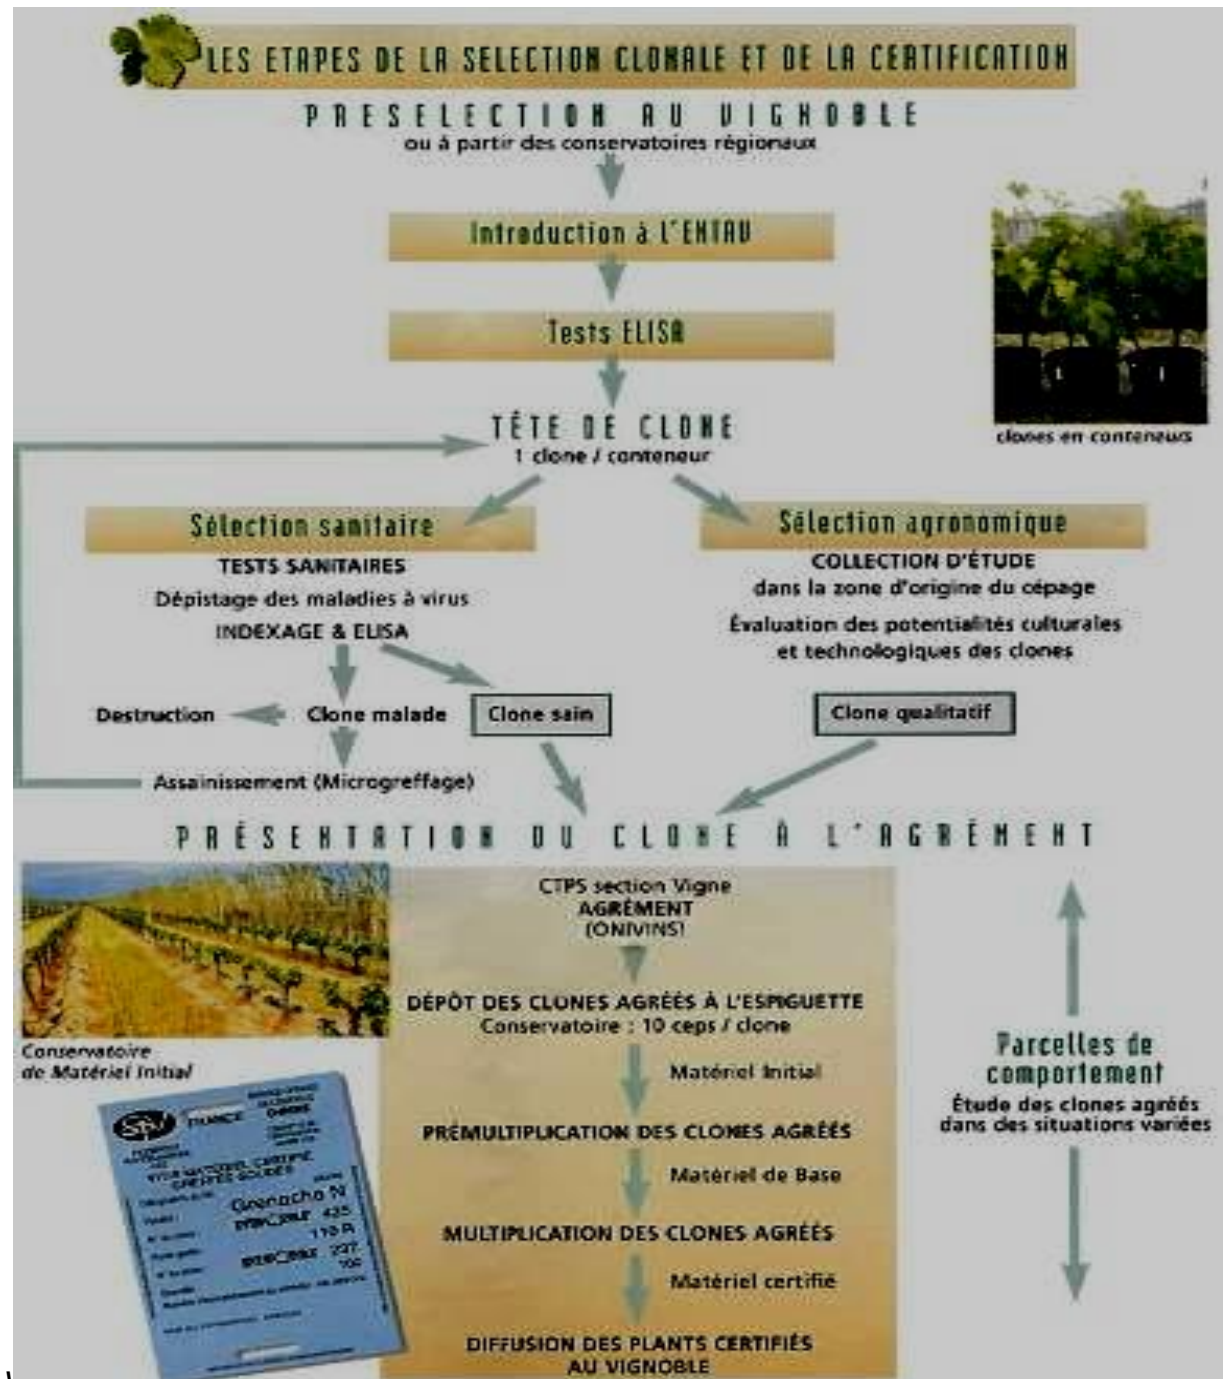 LES ETAPES DE LA SELECTION CLONALE ET DE LA CERTIFICATION
PRESELECTION AU VIGNOBLE
ou à partir des conservatoires régionaux
Introduction à L'ENTAV
Tests ELISA
TÊTE DE CLONE
1 clone / conteneur
clones en conteneurs
Sélection sanitaire
TESTS SANITAIRES
Dépistage des maladies à virus
INDEXAGE & ELISA
Sélection agronomique
COLLECTION D'ÉTUDE
dans la zone d'origine du cépage
Évaluation des potentialités culturales
et technologiques des clones
Destruction
Clone malade
Clone sain
Clone qualitatif
Assainissement (Microgreffage)
PRÉSENTATION DU CLONE À L'AGRÉMENT
CTPS section Vigne
AGRÉMENT
(ONIVINS)
DÉPÔT DES CLONES AGRÉÉS À L'ESPIGUETTE
Conservatoire : 10 ceps / clone
Matériel Initial
PRÉMULTIPLICATION DES CLONES AGRÉÉS
Matériel de Base
MULTIPLICATION DES CLONES AGRÉÉS
Matériel certifié
DIFFUSION DES PLANTS CERTIFIÉS
AU VIGNOBLE
Conservatoire
de Matériel Initial
FRANCE
MATERIEL CERTIFIÉ
GREFFES-SOUDES
Grenache N
435
110 R
237
Parcelles de
comportement
Étude des clones agréés
dans des situations variées